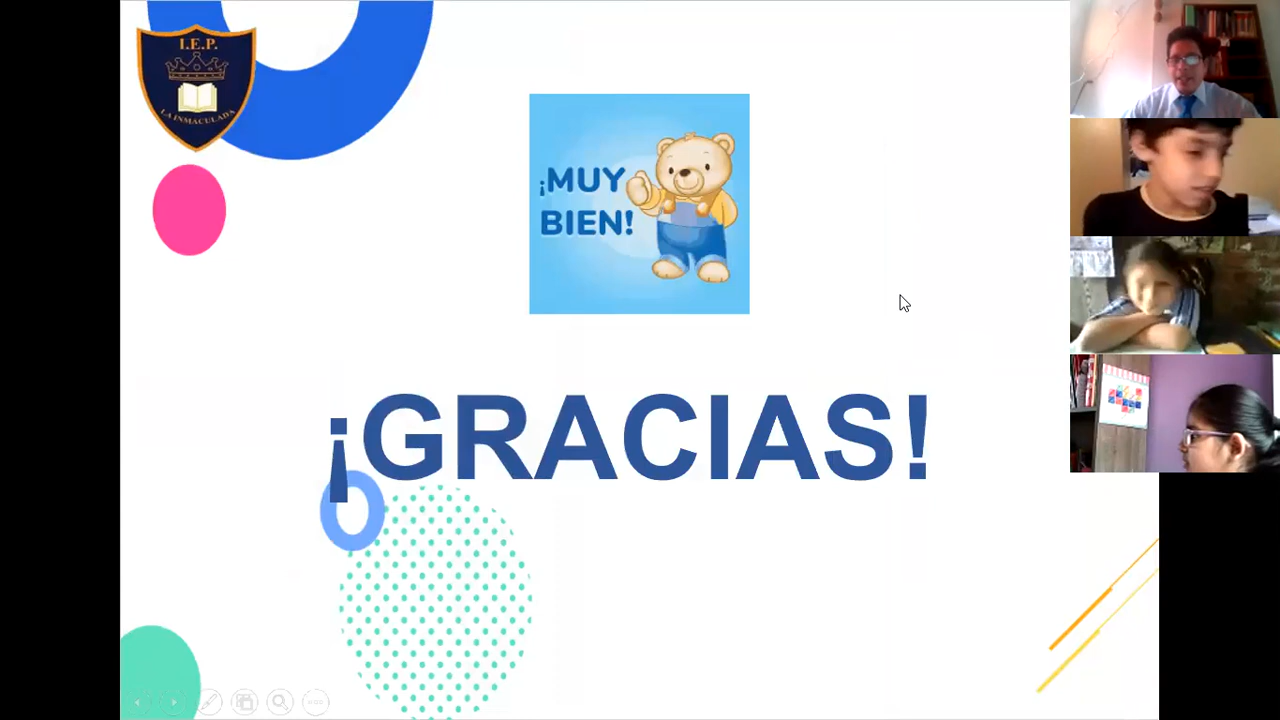 I.E.P.
LA INMACULADA
¡MUY
BIEN!
¡GRACIAS!